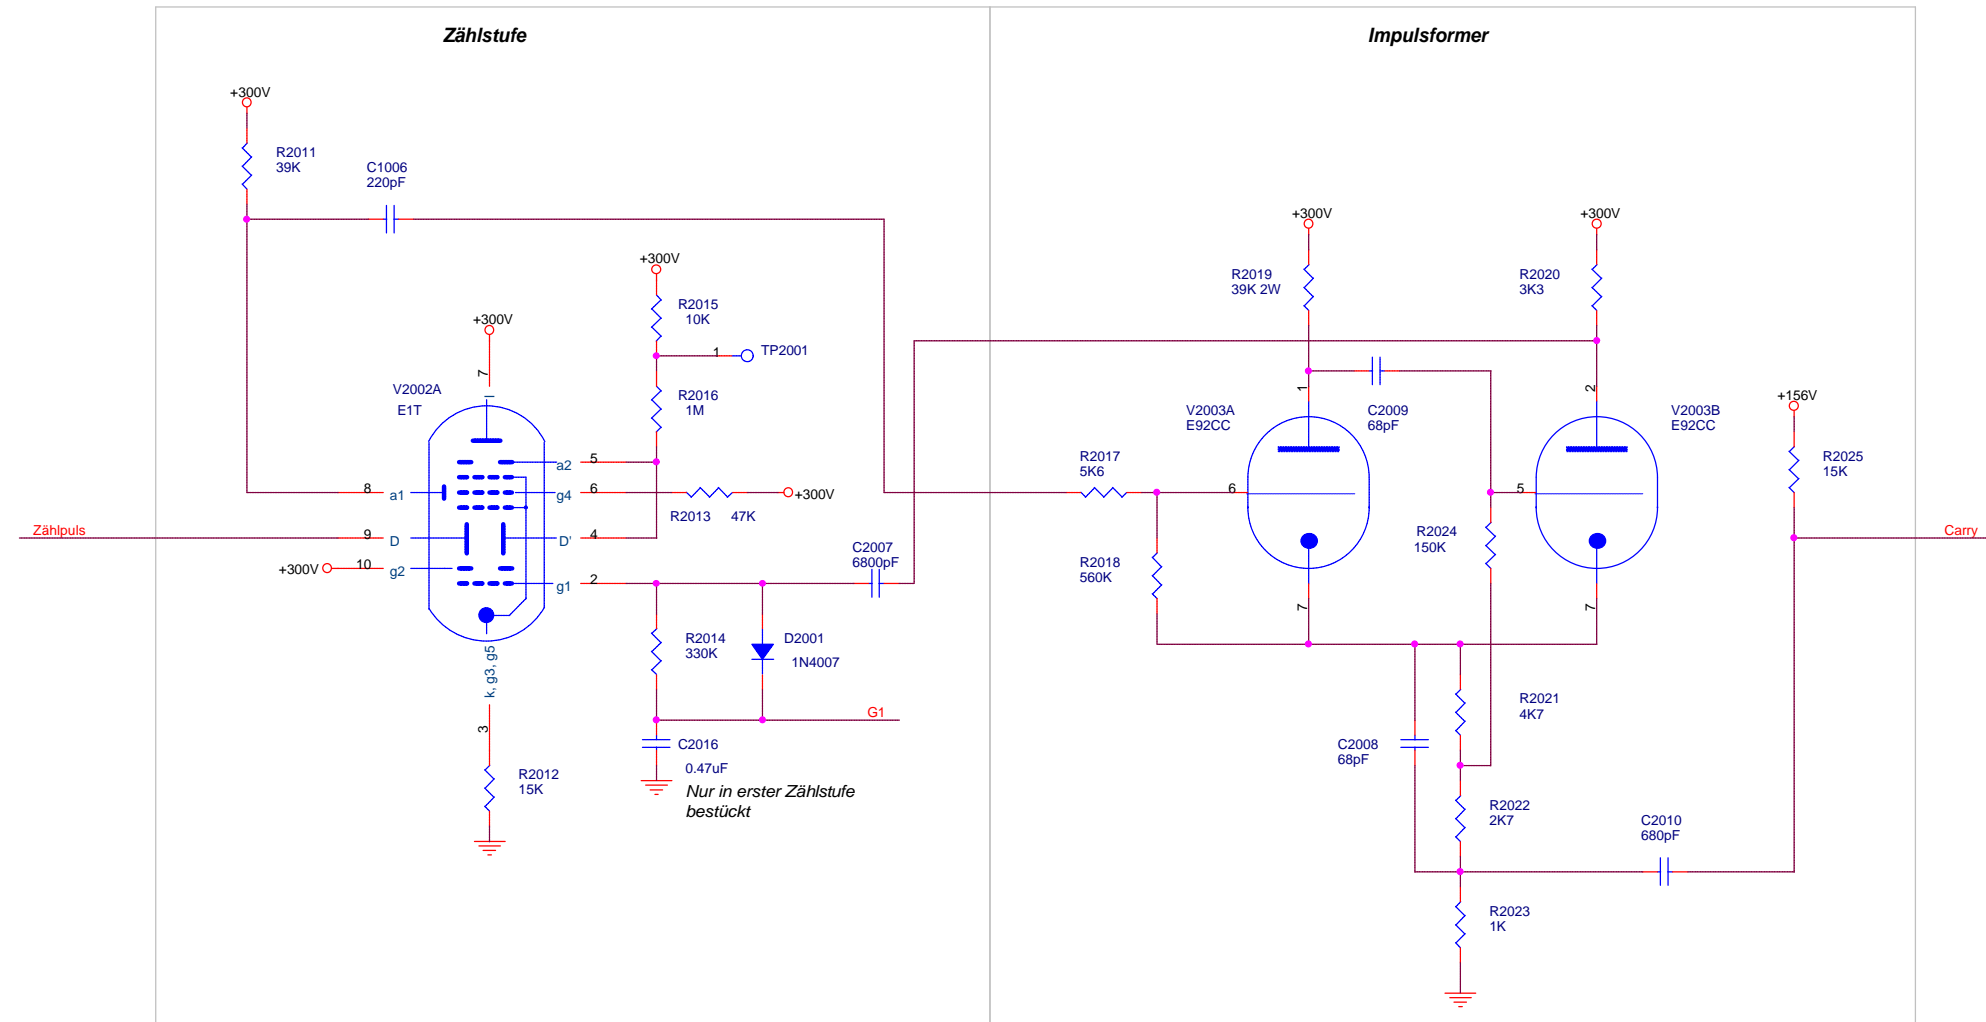 Zählstufe
Impulsformer
+300V
R2011
39K
C1006
220pF
+300V
R2015
10K
1
TP2001
R2016
1M
+300V
7
I
V2002A
E1T
a2
5
8
a1
g4
6
R2013
47K
+300V
Zählpuls
9
D
D'
4
+300V
10
g2
g1
2
C2007
6800pF
R2014
330K
D2001
1N4007
k, g3, g5
3
G1
C2016
0.47uF
Nur in erster Zählstufe
bestückt
R2012
15K
+300V
R2019
39K 2W
+300V
R2020
3K3
1
C2009
68pF
2
V2003A
E92CC
V2003B
E92CC
+156V
R2025
15K
R2017
5K6
6
5
R2024
150K
Carry
R2018
560K
7
7
R2021
4K7
C2008
68pF
R2022
2K7
C2010
680pF
R2023
1K